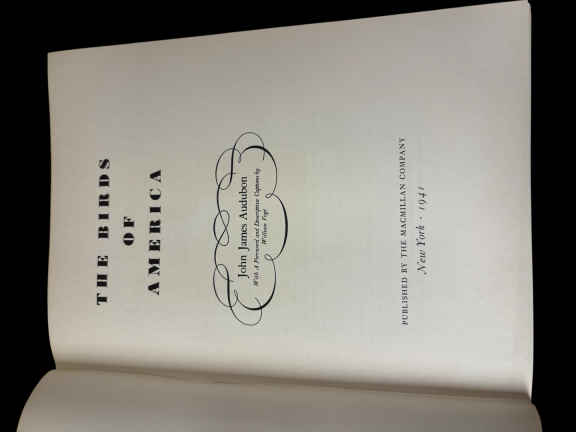 THE BIRDS
OF
AMERICA
John James Audubon
With A Foreword and Descriptive Captions by
William Vogt
PUBLISHED BY THE MACMILLAN COMPANY
New York · 1941